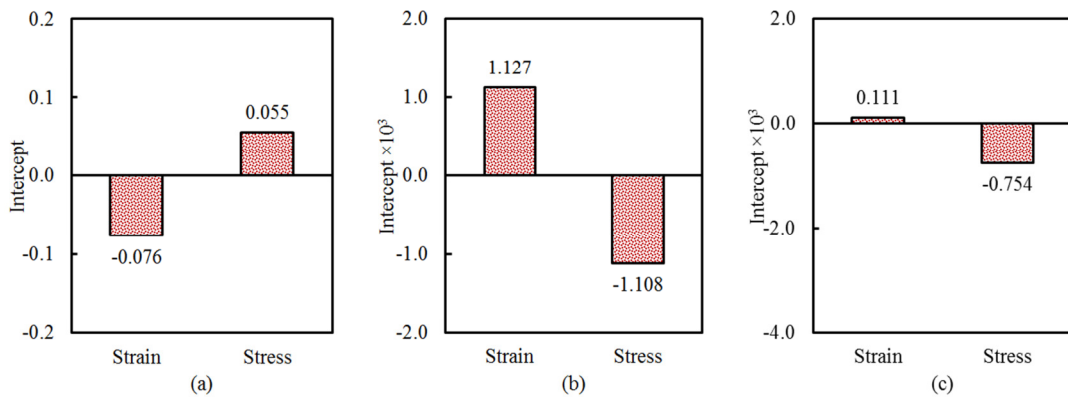 Intercept
0.2
0.1
0.0
-0.1
-0.2
-0.076
0.055
Strain Stress
(a)
Intercept ×10³
2.0
1.0
0.0
-1.0
-2.0
1.127
-1.108
Strain Stress
(b)
Intercept ×10³
2.0
0.0
-2.0
-4.0
0.111
-0.754
Strain Stress
(c)